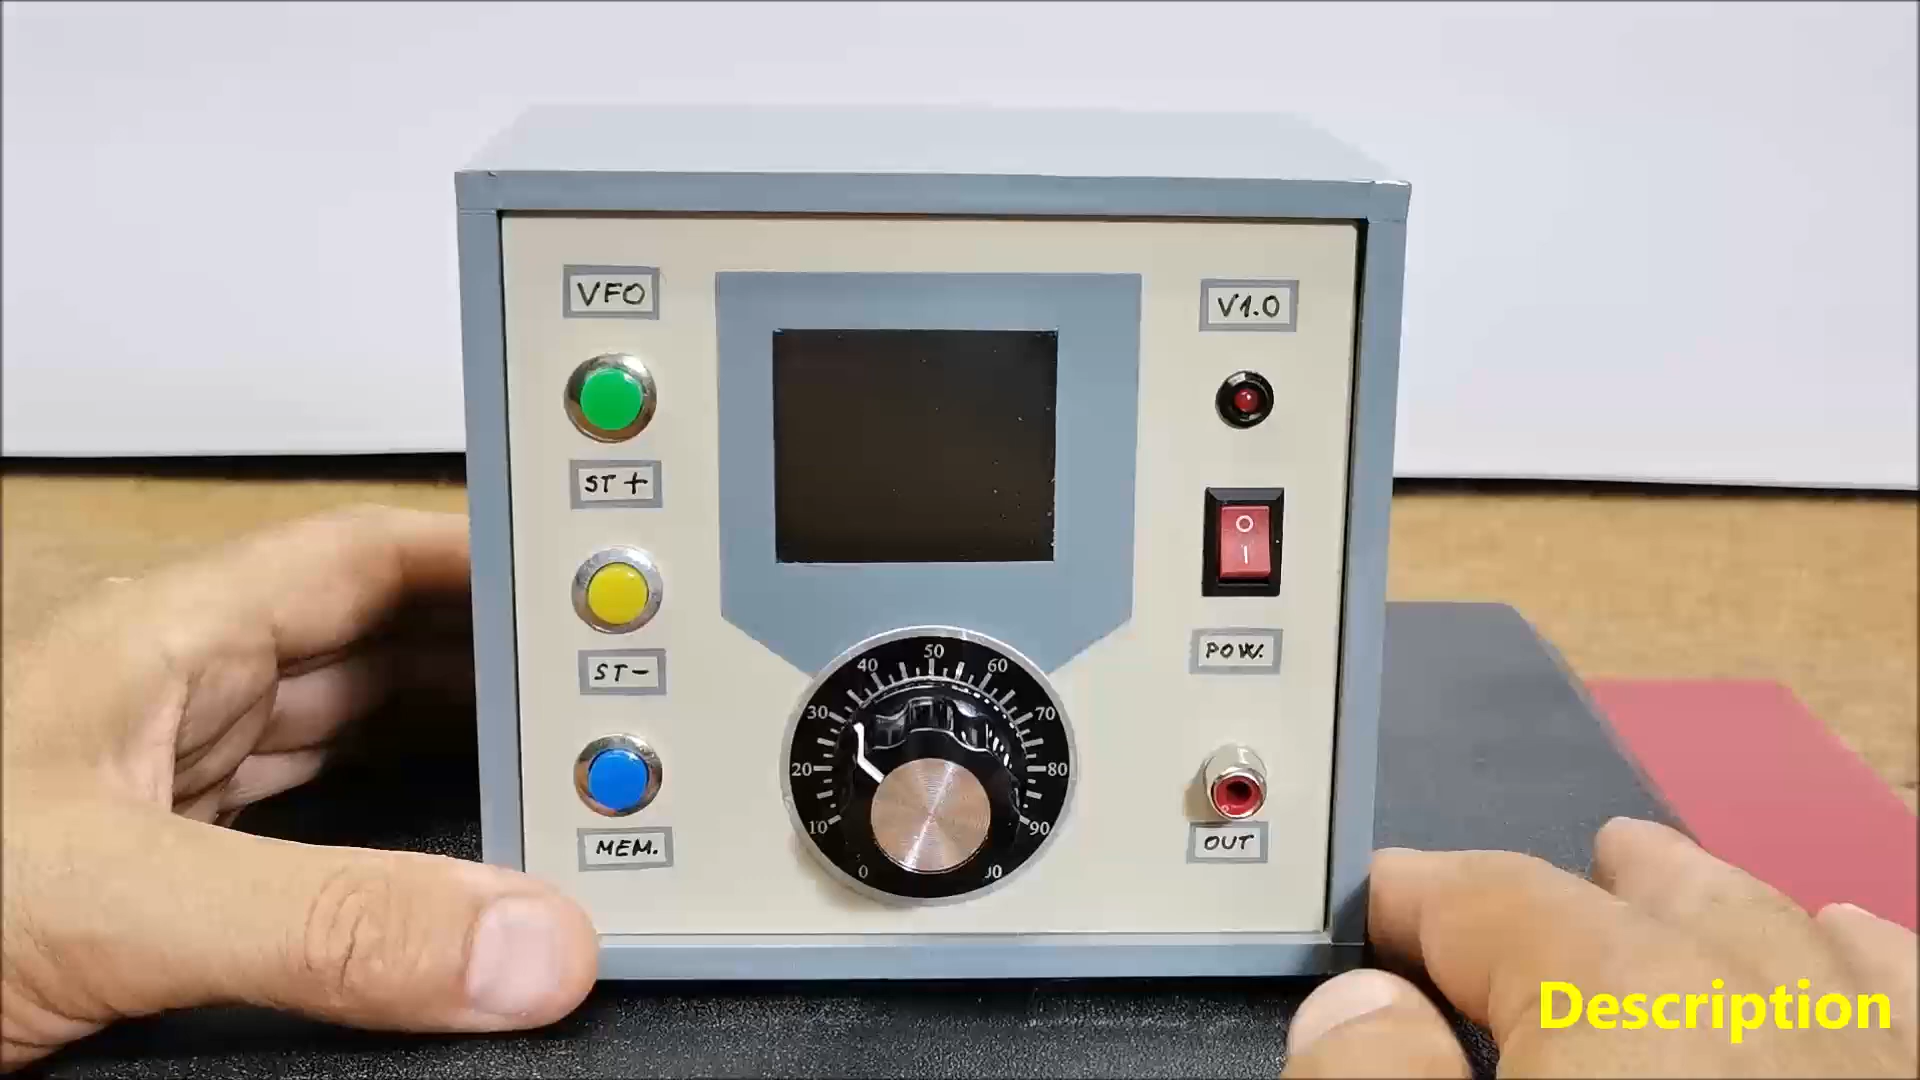 VFO
V1.0
ST+
ST-
MEM.
POW.
OUT
O
I
0
10
20
30
40
50
60
70
80
90
Description